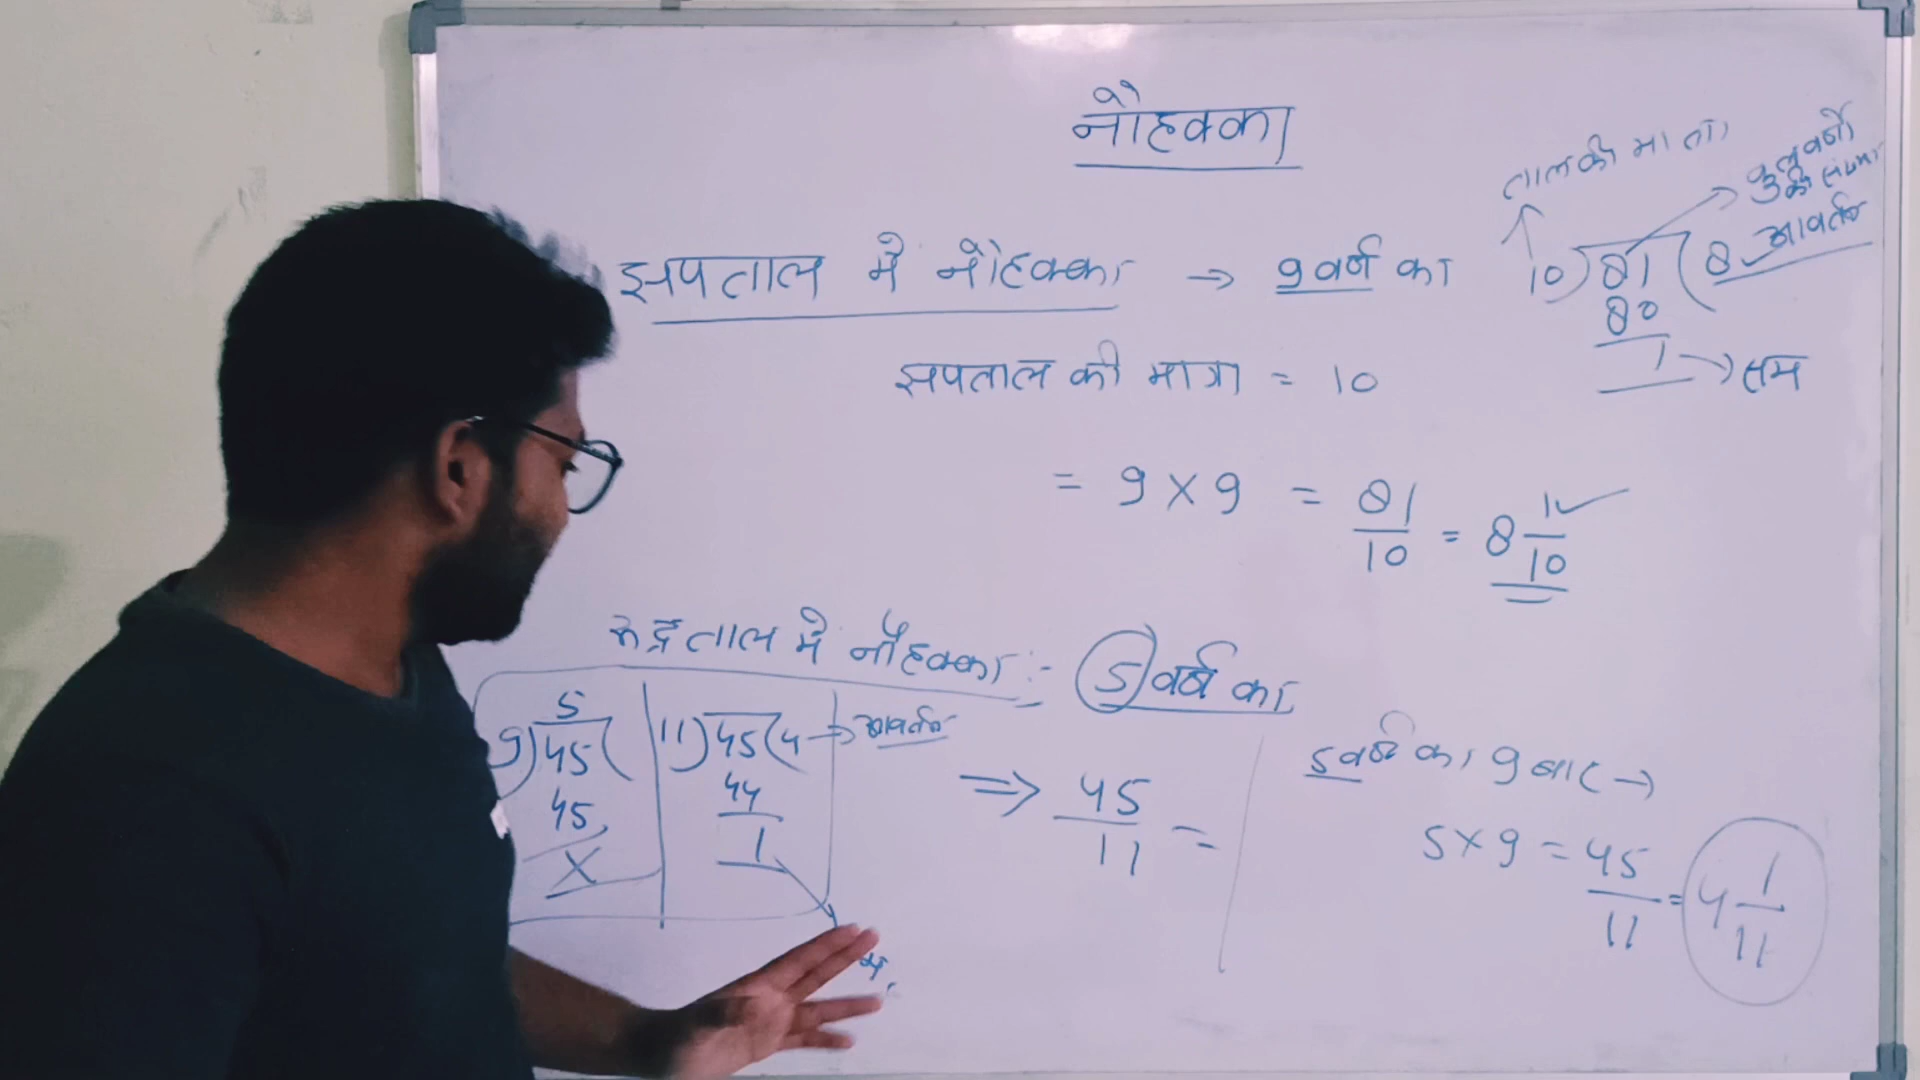 नौहक्का
तालकी मात्रा
कुल वर्णो
की संख्या
झपताल में नौहक्का → 9 वर्ण का
10)81(8 आवर्तन
80
1 → सम
झपताल की मात्रा = 10
= 9 X 9 = 81/10 = 8 1/10
रूद्रताल में नौहक्का :- 5 वर्ण का
5
9)45(
45
X
11)45(4 → आवर्तन
44
1
⇒ 45/11 =
5 वर्ण का 9 बार →
5 X 9 = 45/11 = 4 1/11